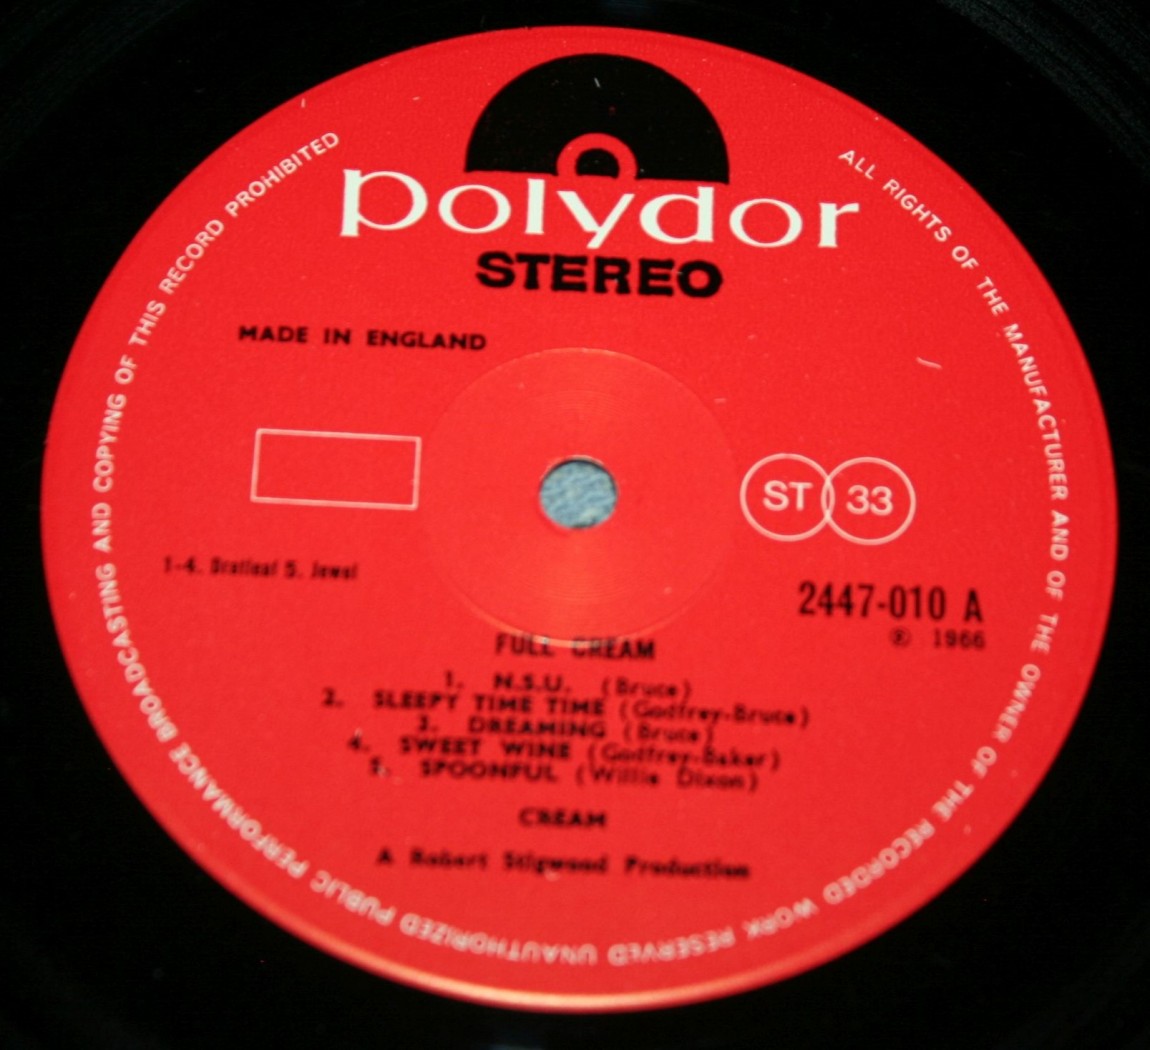 polydor
STEREO
MADE IN ENGLAND
ST 33
1-4. Dratleaf 5. Jewel
2447-010 A
℗ 1966
FULL CREAM
1. N.S.U. (Bruce)
2. SLEEPY TIME TIME (Godfrey-Bruce)
3. DREAMING (Bruce)
4. SWEET WINE (Godfrey-Baker)
5. SPOONFUL (Willie Dixon)
CREAM
A Robert Stigwood Production
ALL RIGHTS OF THE MANUFACTURER AND OF THE OWNER OF THE RECORDED WORK RESERVED UNAUTHORIZED PUBLIC PERFORMANCE BROADCASTING AND COPYING OF THIS RECORD PROHIBITED